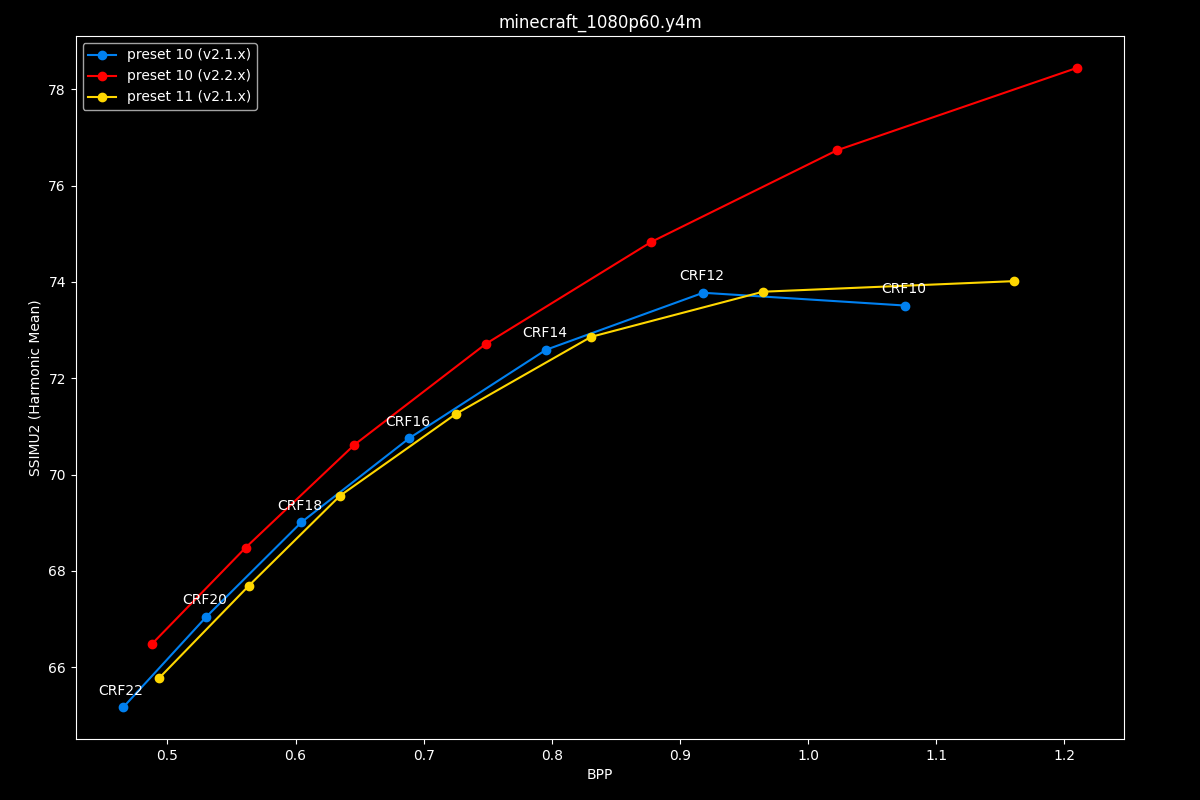 minecraft_1080p60.y4m
preset 10 (v2.1.x)
preset 10 (v2.2.x)
preset 11 (v2.1.x)
78
76
74
72
70
68
66
SSIMU2 (Harmonic Mean)
CRF12
CRF10
CRF14
CRF16
CRF18
CRF20
CRF22
0.5 0.6 0.7 0.8 0.9 1.0 1.1 1.2
BPP